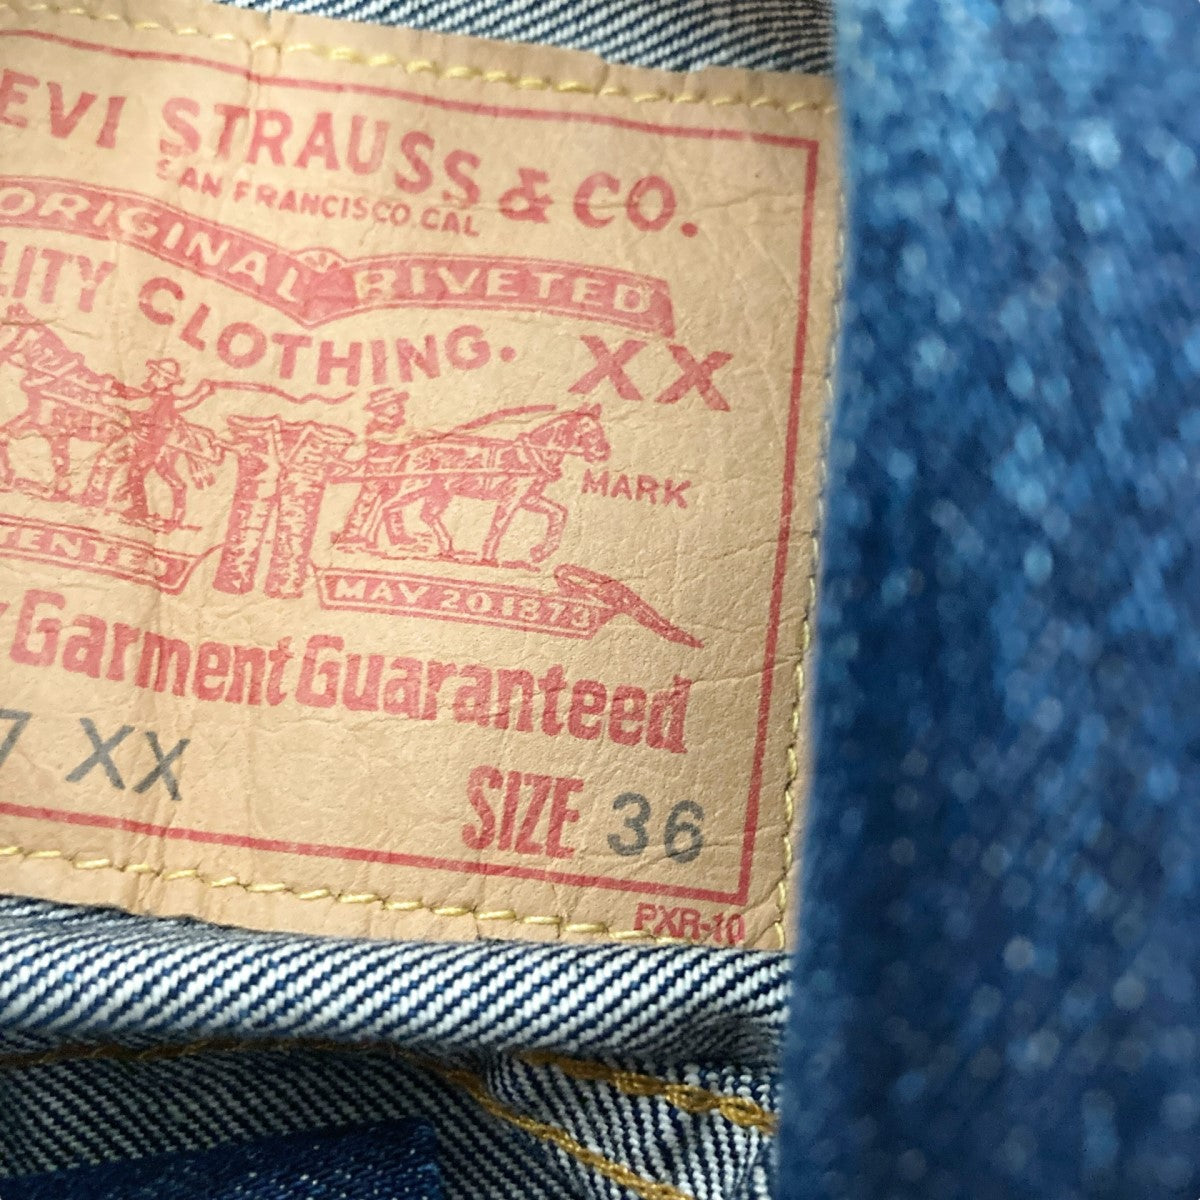 EVI STRAUSS & CO.
SAN FRANCISCO. CAL
ORIGINAL RIVETED
LITY CLOTHING. XX
MARK
TENTED
MAY 20.1873
Y Garment Guaranteed
7 XX
SIZE 36
PXR-10